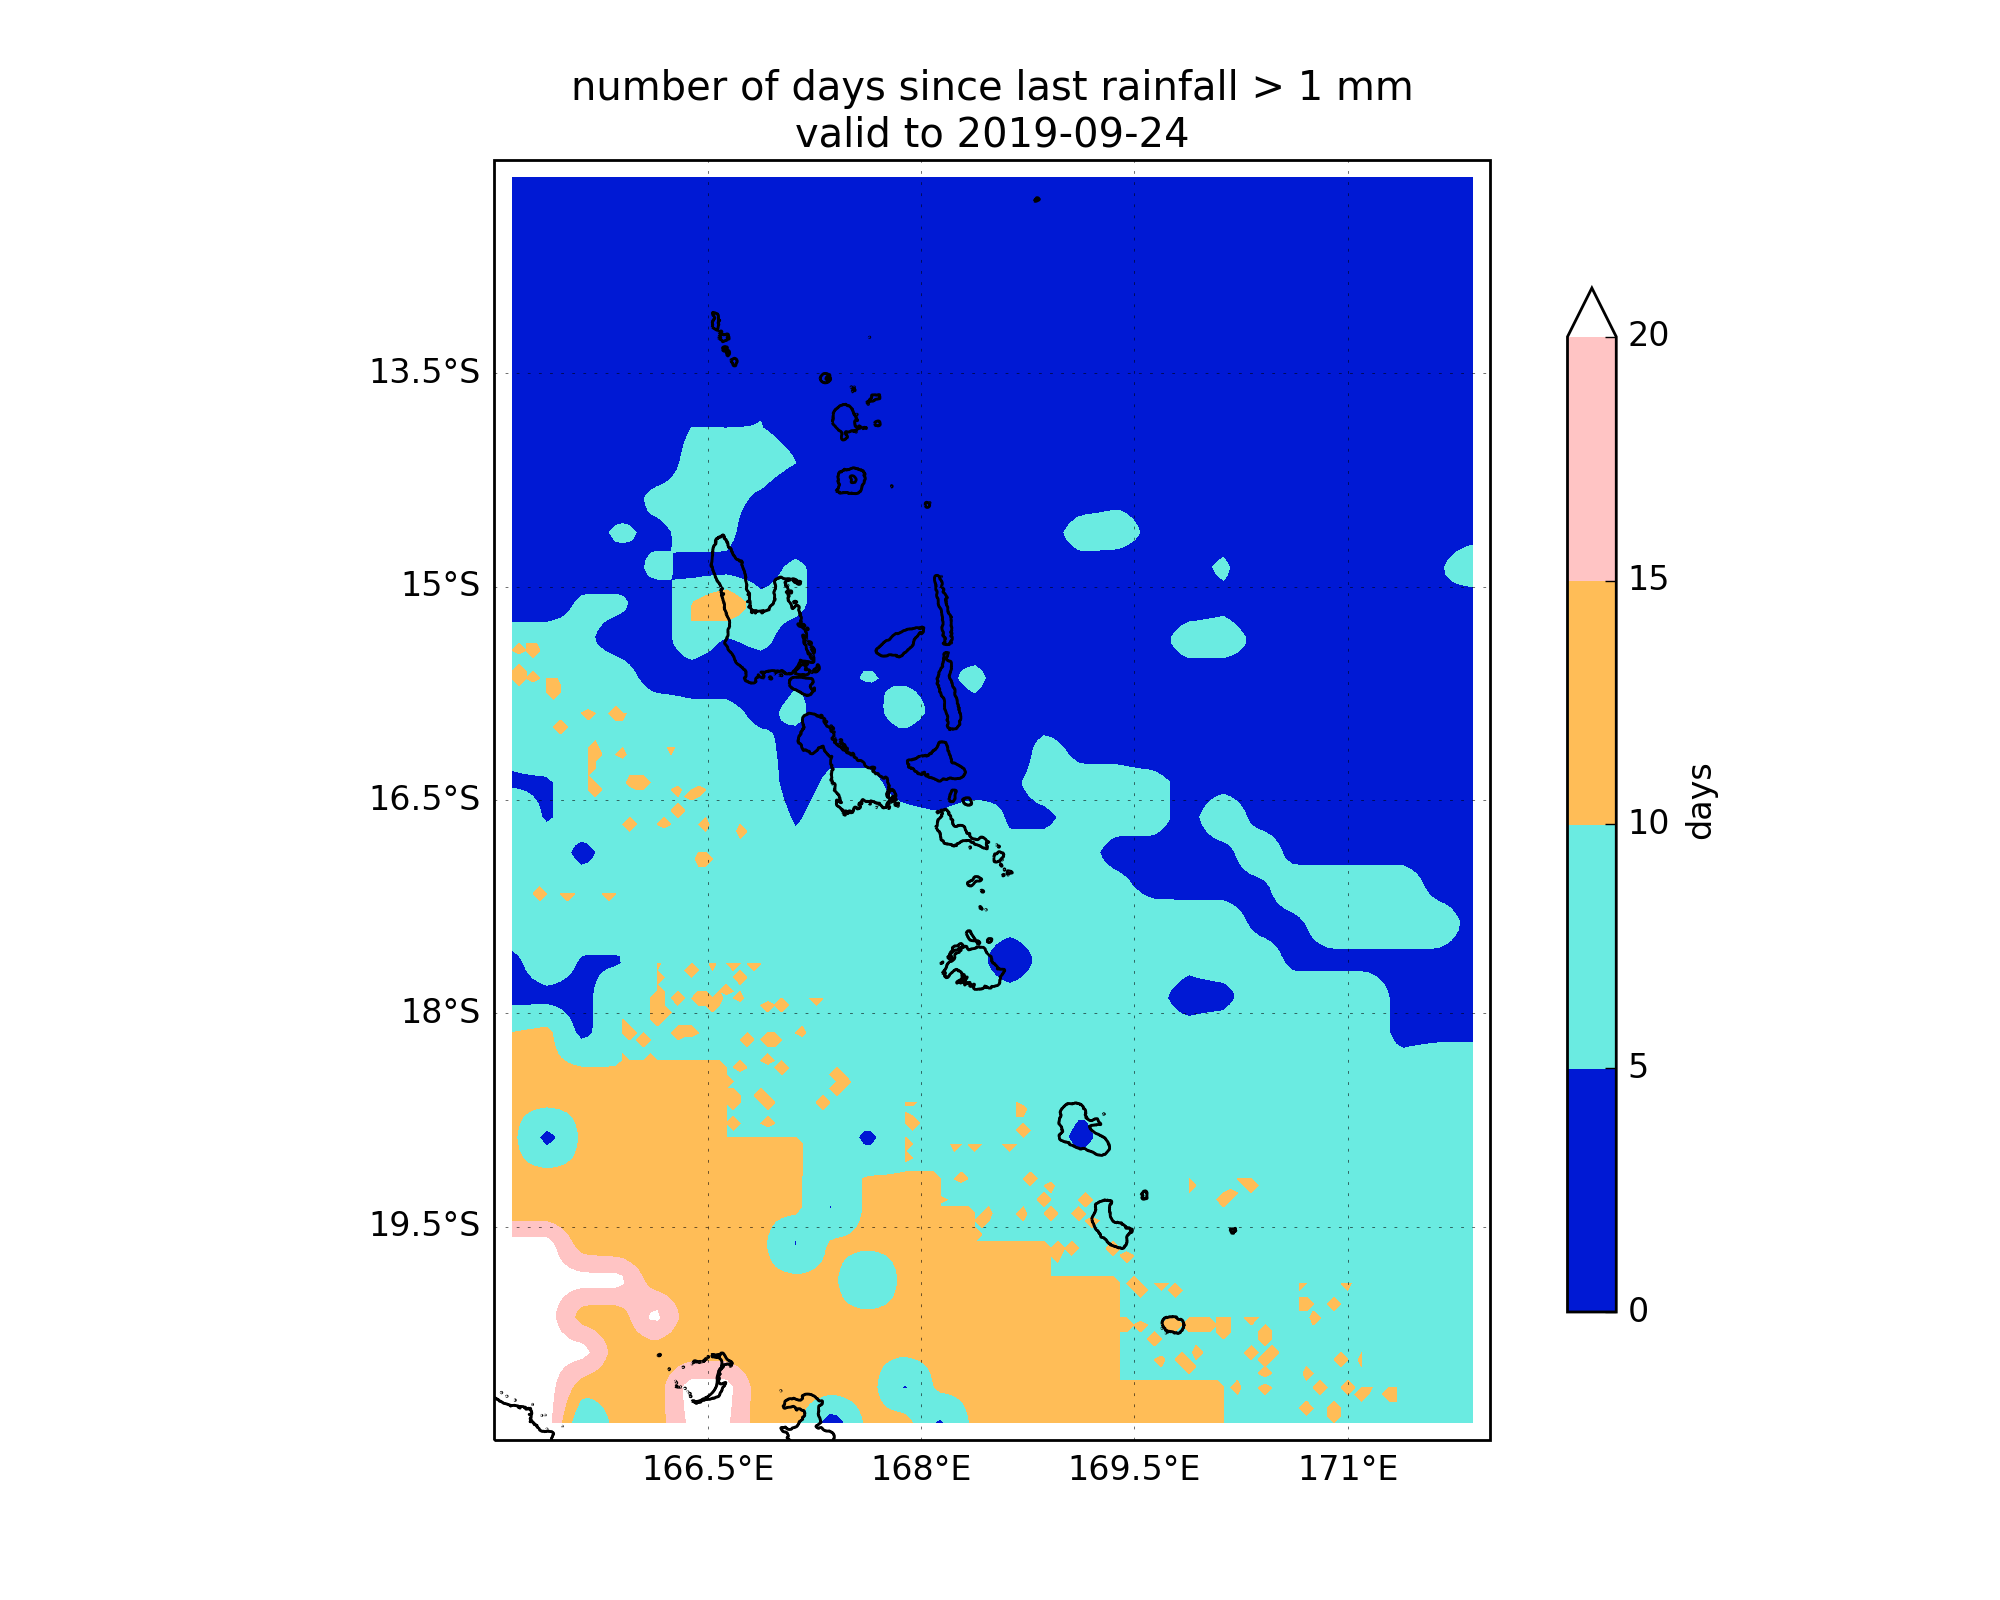 number of days since last rainfall > 1 mm
valid to 2019-09-24
13.5°S
15°S
16.5°S
18°S
19.5°S
166.5°E
168°E
169.5°E
171°E
20
15
10
5
0
days